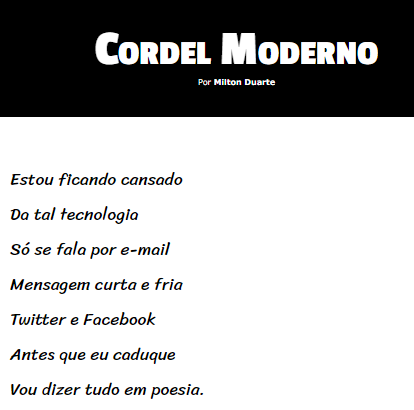 Cordel Moderno
Por Milton Duarte
Estou ficando cansado
Da tal tecnologia
Só se fala por e-mail
Mensagem curta e fria
Twitter e Facebook
Antes que eu caduque
Vou dizer tudo em poesia.